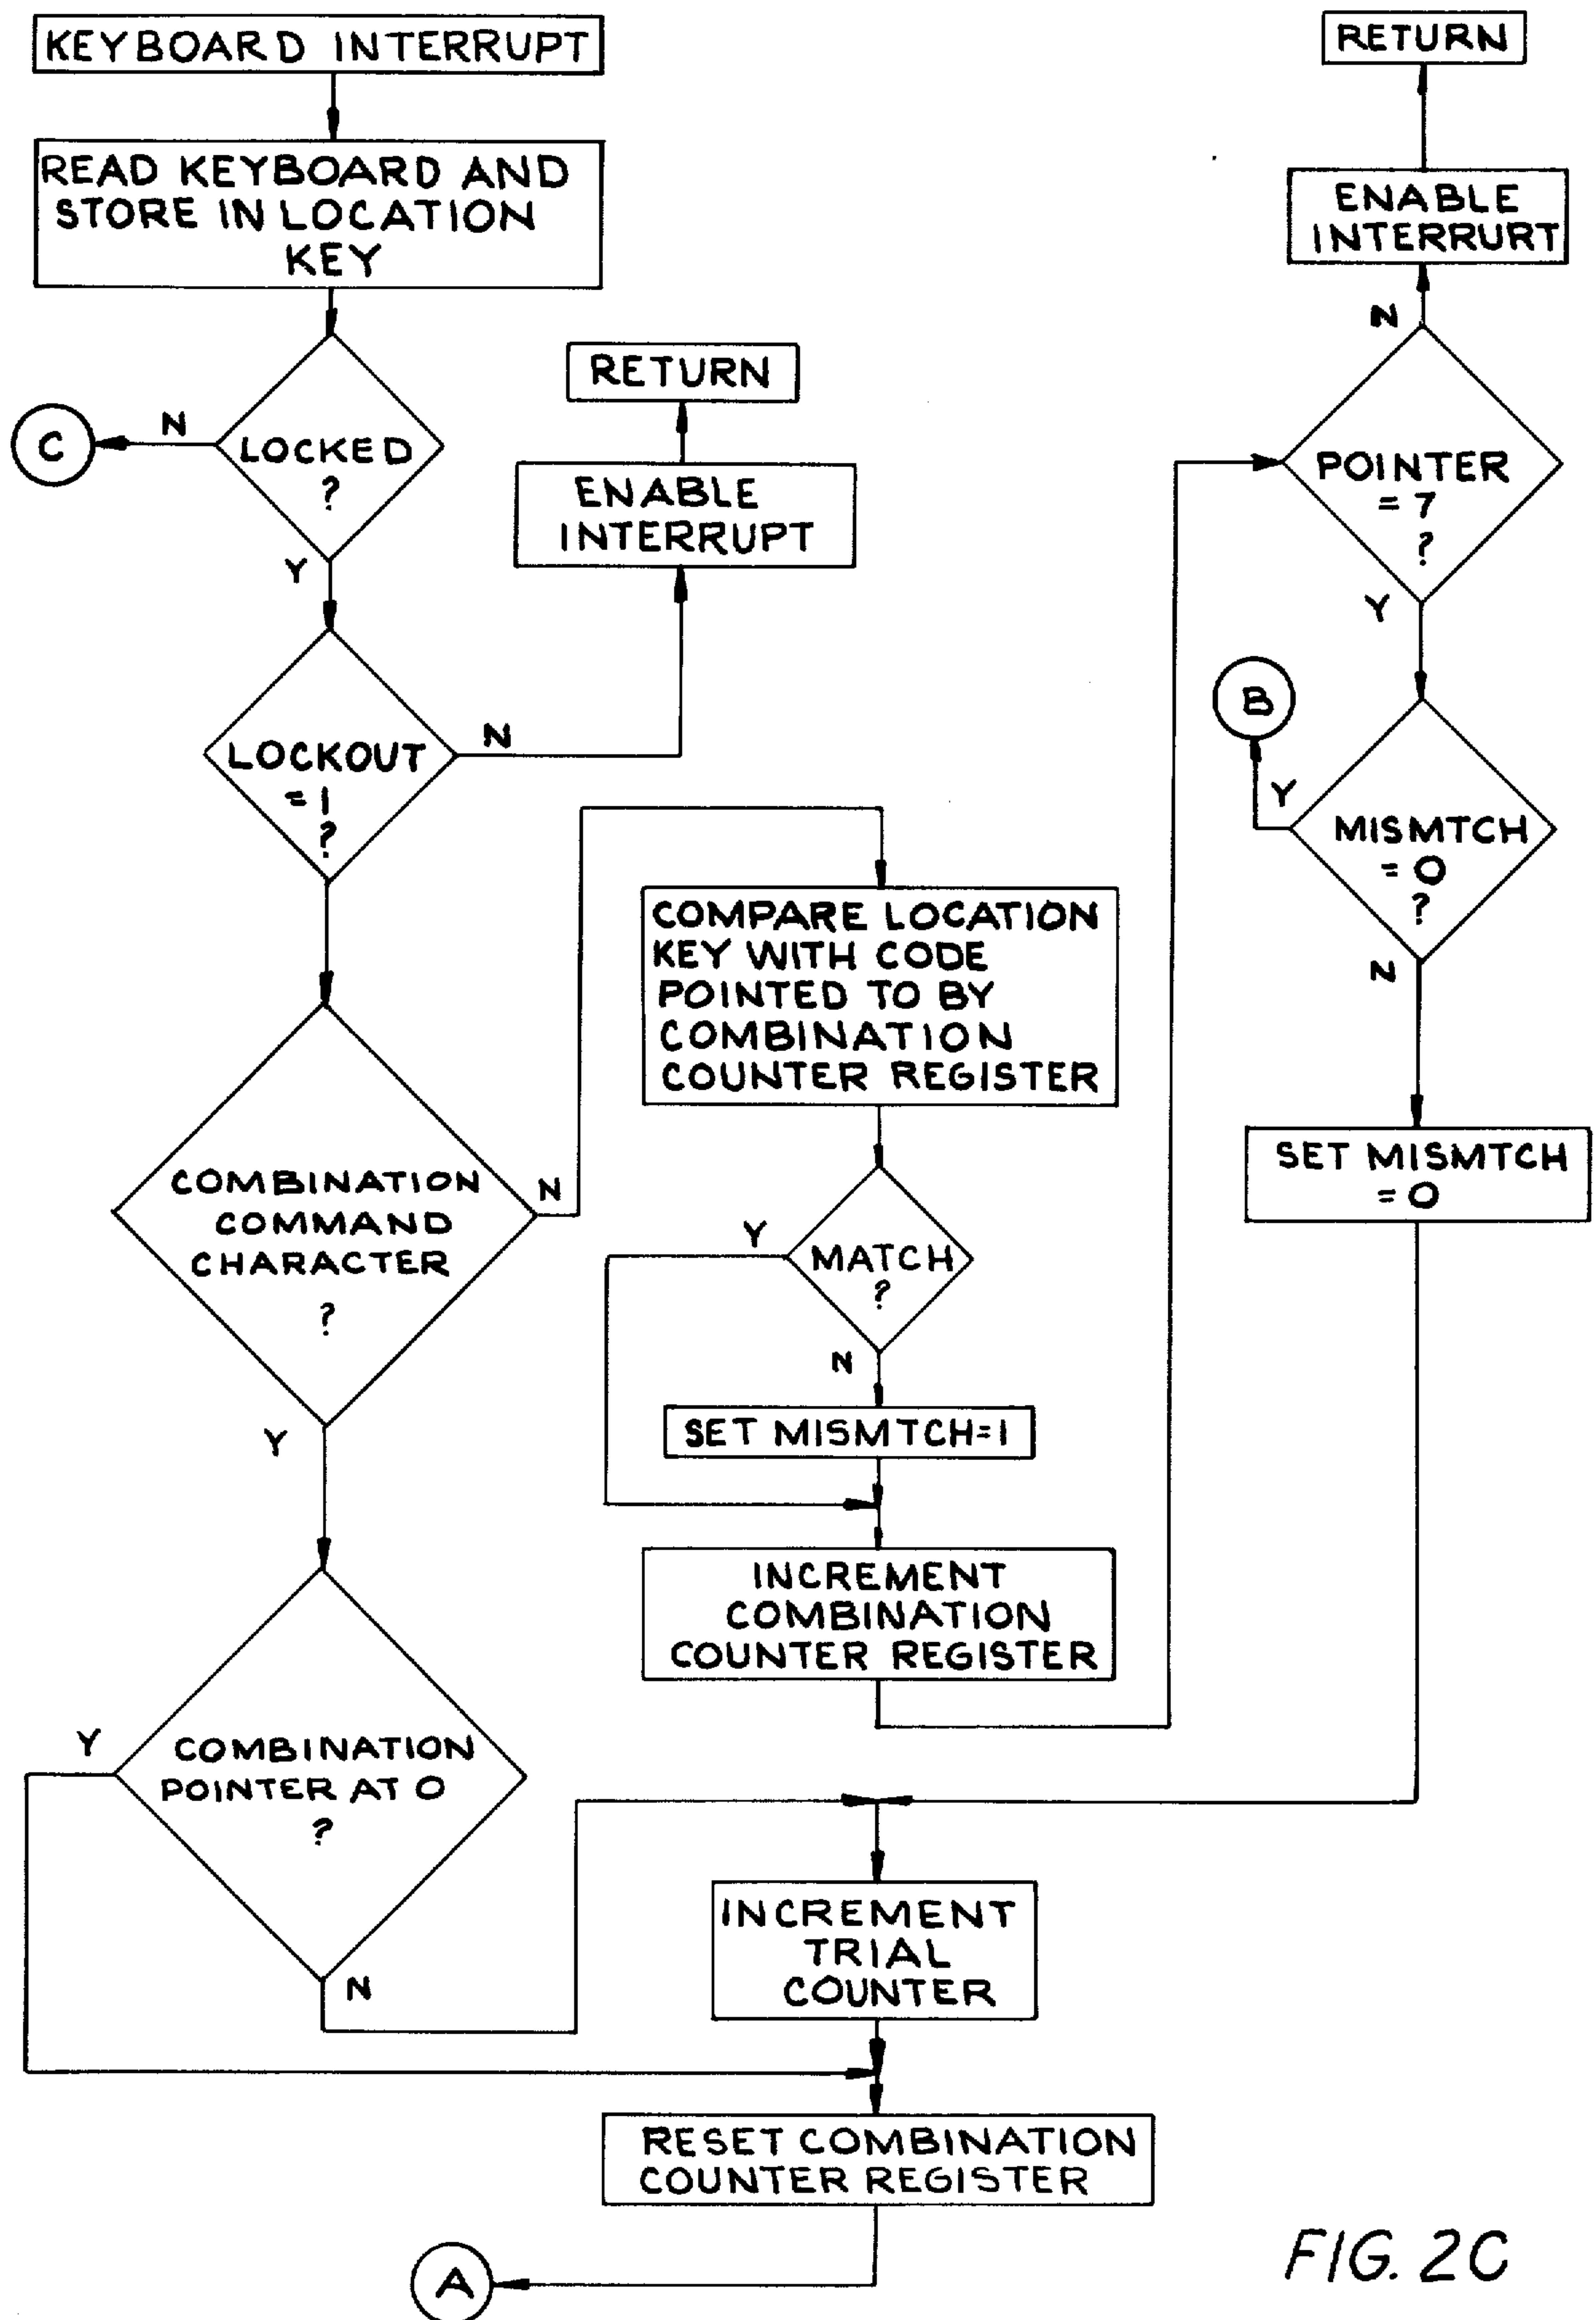 KEYBOARD INTERRUPT
READ KEYBOARD AND
STORE IN LOCATION
KEY
LOCKED
?
N
C
Y
LOCKOUT
= 1
?
N
ENABLE
INTERRUPT
RETURN
COMBINATION
COMMAND
CHARACTER
?
N
Y
COMBINATION
POINTER AT 0
?
Y
N
COMPARE LOCATION
KEY WITH CODE
POINTED TO BY
COMBINATION
COUNTER REGISTER
MATCH
?
Y
N
SET MISMTCH=1
INCREMENT
COMBINATION
COUNTER REGISTER
RETURN
ENABLE
INTERRURT
N
POINTER
= 7
?
Y
B
Y
MISMTCH
= 0
?
N
SET MISMTCH
= 0
INCREMENT
TRIAL
COUNTER
RESET COMBINATION
COUNTER REGISTER
A
FIG. 2C